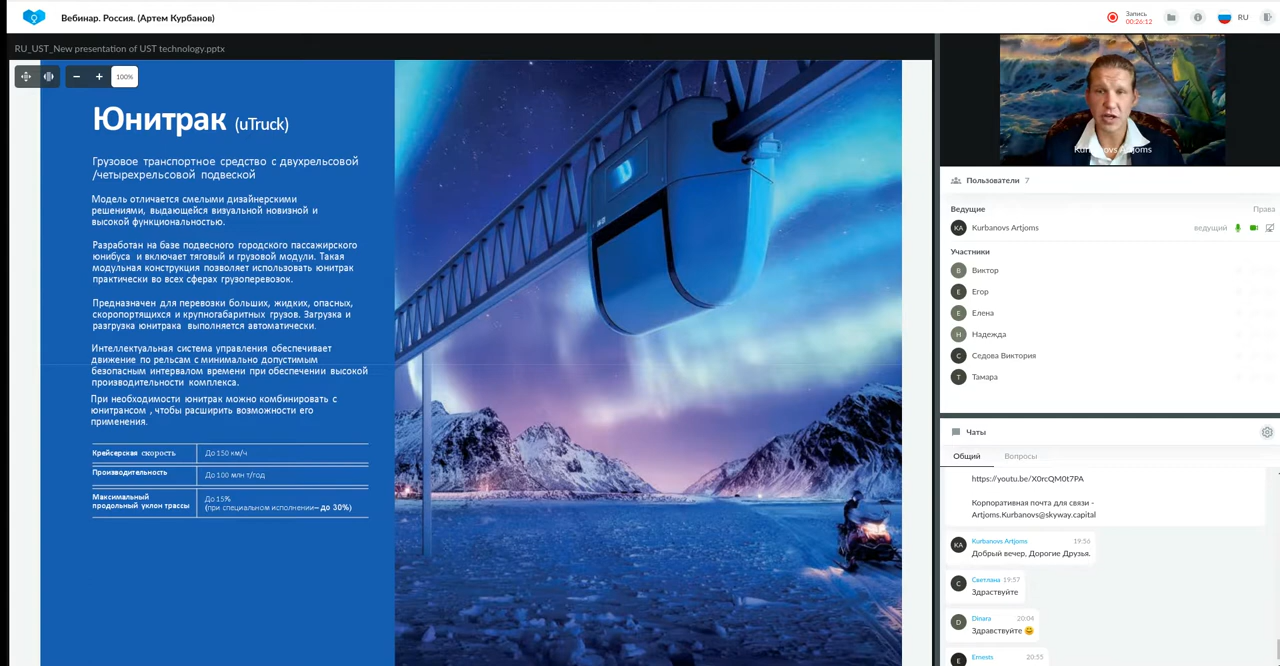 Вебинар. Россия. (Артем Курбанов)
Запись
00:26:12
RU
RU_UST_New presentation of UST technology.pptx
100%
Юнитрак (uTruck)
Грузовое транспортное средство с двухрельсовой
/четырехрельсовой подвеской
Модель отличается смелыми дизайнерскими
решениями, выдающейся визуальной новизной и
высокой функциональностью.
Разработан на базе подвесного городского пассажирского
юнибуса и включает тяговый и грузовой модули. Такая
модульная конструкция позволяет использовать юнитрак
практически во всех сферах грузоперевозок.
Предназначен для перевозки больших, жидких, опасных,
скоропортящихся и крупногабаритных грузов. Загрузка и
разгрузка юнитрака выполняется автоматически.
Интеллектуальная система управления обеспечивает
движение по рельсам с минимально допустимым
безопасным интервалом времени при обеспечении высокой
производительности комплекса.
При необходимости юнитрак можно комбинировать с
юнитрансом , чтобы расширить возможности его
применения.
Крейсерская скорость До 150 км/ч
Производительность До 100 млн т/год
Максимальный
продольный уклон трассы
До 15%
(при специальном исполнении– до 30%)
Kurbanovs Artjoms
Пользователи 7
Ведущие Права
KA Kurbanovs Artjoms ведущий
Участники
В Виктор
Е Егор
Е Елена
Н Надежда
С Седова Виктория
Т Тамара
Чаты
Общий Вопросы
https://youtu.be/X0rcQM0t7PA
Корпоративная почта для связи -
Artjoms.Kurbanovs@skyway.capital
KA Kurbanovs Artjoms 19:56
Добрый вечер, Дорогие Друзья.
С Светлана 19:57
Здраствуйте
D Dinara 20:04
Здравствуйте 😊
E Ernests 20:55